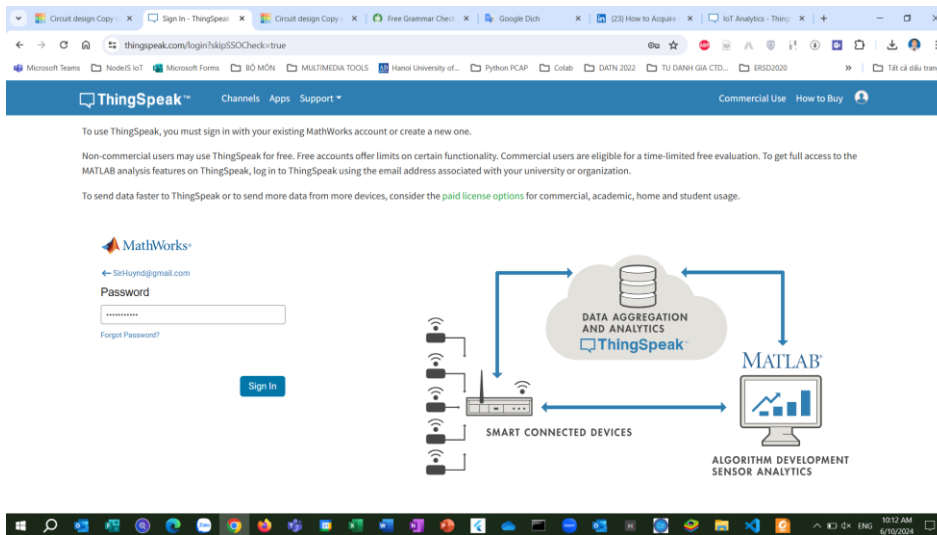 Circuit design Copy o
Sign In - ThingSpeak
Circuit design Copy o
Free Grammar Check
Google Dịch
(23) How to Acquire
IoT Analytics - Thing
thingspeak.com/login?skipSSOCheck=true
Microsoft Teams
NodeJS IoT
Microsoft Forms
BỘ MÔN
MULTIMEDIA TOOLS
Hanoi University of...
Python PCAP
Colab
DATN 2022
TU DANH GIA CTD...
ERSD2020
»
Tất cả dấu tran
ThingSpeak™
Channels
Apps
Support
Commercial Use
How to Buy
To use ThingSpeak, you must sign in with your existing MathWorks account or create a new one.
Non-commercial users may use ThingSpeak for free. Free accounts offer limits on certain functionality. Commercial users are eligible for a time-limited free evaluation. To get full access to the
MATLAB analysis features on ThingSpeak, log in to ThingSpeak using the email address associated with your university or organization.
To send data faster to ThingSpeak or to send more data from more devices, consider the paid license options for commercial, academic, home and student usage.
MathWorks®
SirHuynd@gmail.com
Password
Forgot Password?
Sign In
DATA AGGREGATION
AND ANALYTICS
ThingSpeak™
SMART CONNECTED DEVICES
MATLAB®
ALGORITHM DEVELOPMENT
SENSOR ANALYTICS
ENG
10:12 AM
6/10/2024